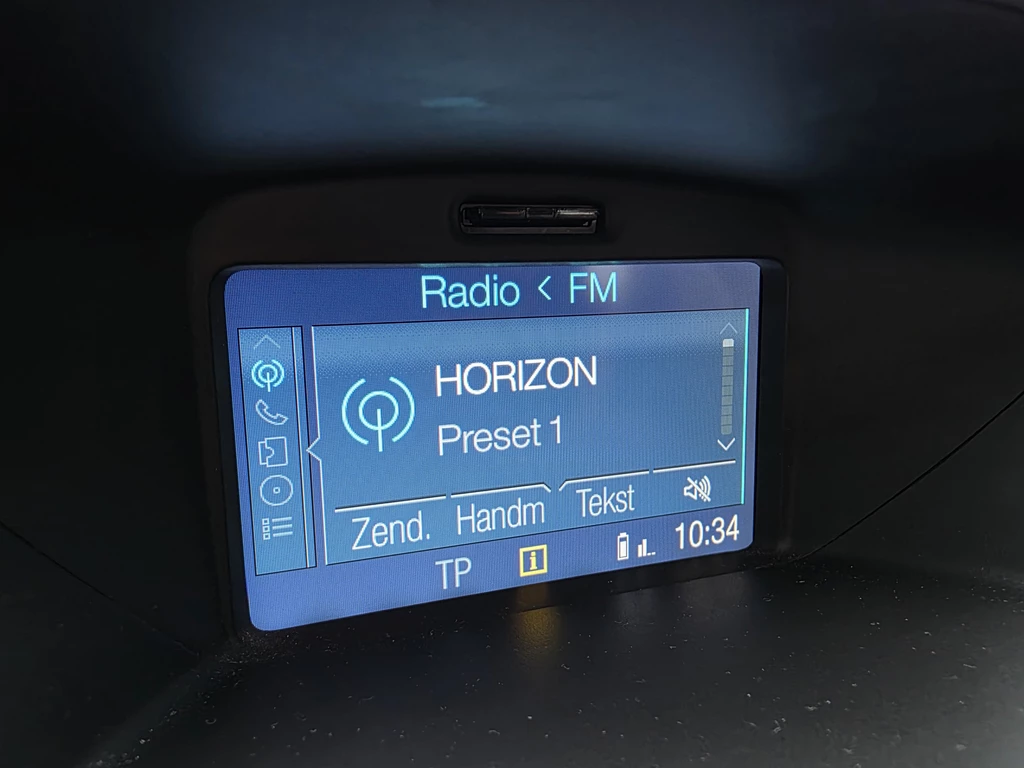 Radio < FM
HORIZON
Preset 1
Zend. Handm Tekst
TP i 10:34